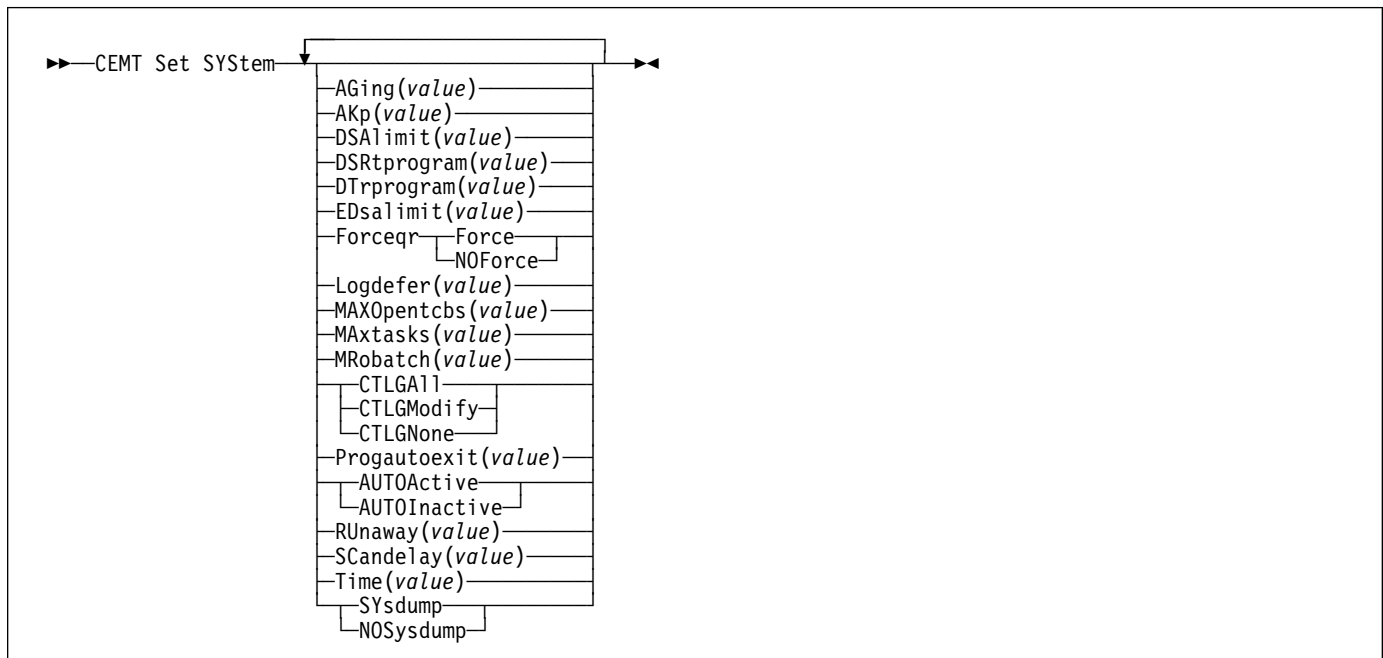 CEMT Set SYStem
AGing(value)
AKp(value)
DSAlimit(value)
DSRtprogram(value)
DTrprogram(value)
EDsalimit(value)
Forceqr Force
NOForce
Logdefer(value)
MAXOpentcbs(value)
MAxtasks(value)
MRobatch(value)
CTLGAll
CTLGModify
CTLGNone
Progautoexit(value)
AUTOActive
AUTOInactive
RUnaway(value)
SCandelay(value)
Time(value)
SYsdump
NOSysdump